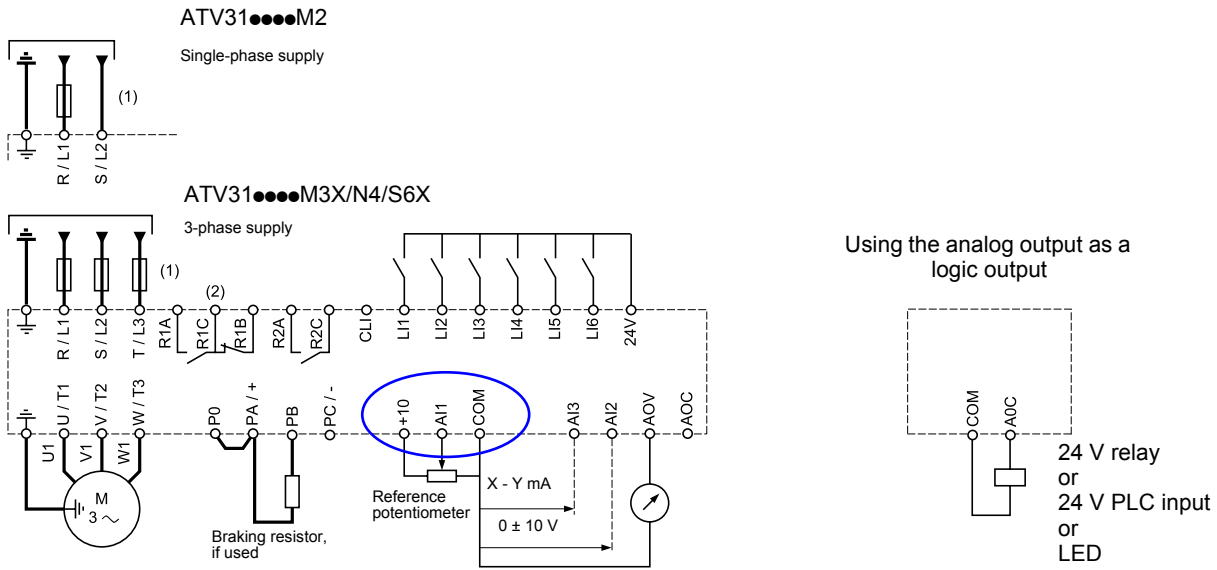 ATV31●●●●M2
Single-phase supply
(1)
R / L1
S / L2
ATV31●●●●M3X/N4/S6X
3-phase supply
(1)
(2)
R / L1
S / L2
T / L3
R1A
R1C
R1B
R2A
R2C
CLI
LI1
LI2
LI3
LI4
LI5
LI6
24V
U / T1
V / T2
W / T3
P0
PA / +
PB
PC / -
+10
AI1
COM
AI3
AI2
AOV
AOC
U1
V1
W1
M
3 ~
Braking resistor,
if used
Reference
potentiometer
X - Y mA
0 ± 10 V
Using the analog output as a
logic output
COM
A0C
24 V relay
or
24 V PLC input
or
LED